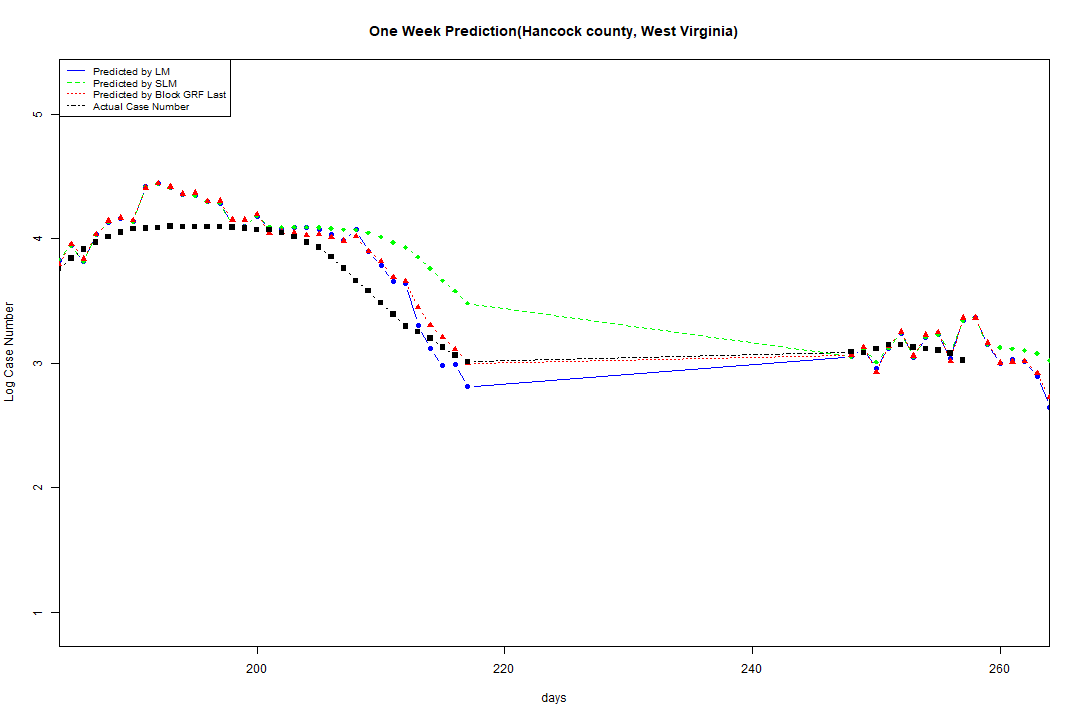 One Week Prediction(Hancock county, West Virginia)
Predicted by LM
Predicted by SLM
Predicted by Block GRF Last
Actual Case Number
5
4
3
2
1
Log Case Number
200 220 240 260
days